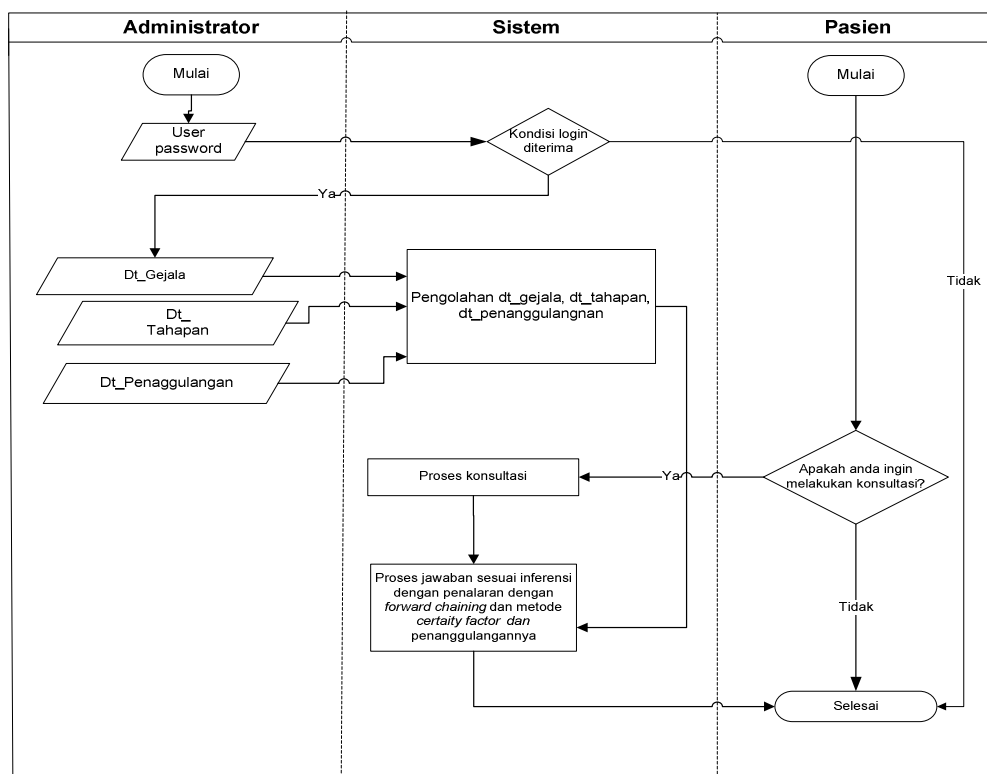 Administrator
Sistem
Pasien
Mulai
Mulai
User
password
Kondisi login
diterima
Ya
Tidak
Dt_Gejala
Dt_
Tahapan
Dt_Penaggulangan
Pengolahan dt_gejala, dt_tahapan,
dt_penanggulangnan
Apakah anda ingin
melakukan konsultasi?
Ya
Proses konsultasi
Proses jawaban sesuai inferensi
dengan penalaran dengan
forward chaining dan metode
certaity factor dan
penanggulangannya
Tidak
Selesai